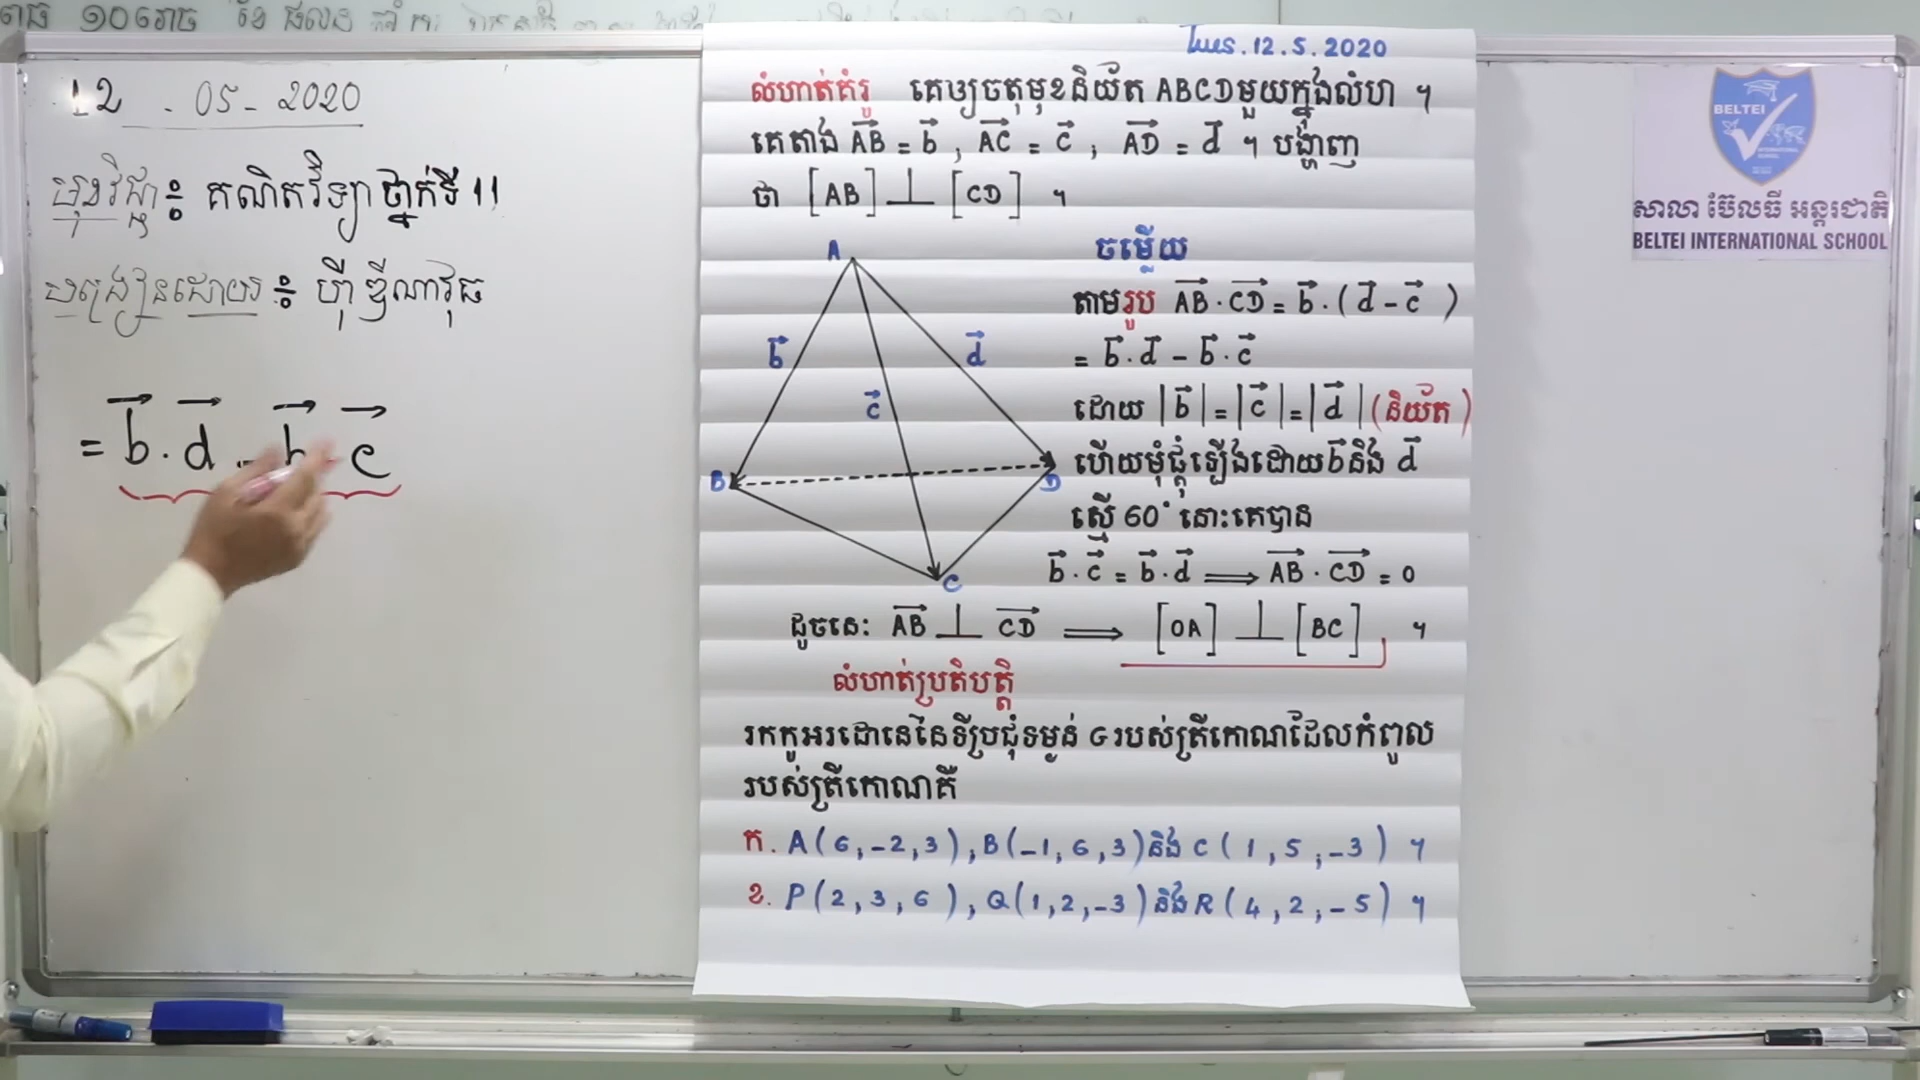 12 - 05 - 2020
មុខវិជ្ជា ÷ គណិតវិទ្យា ថ្នាក់ទី 11
បង្រៀនដោយ ÷ ហ៊ី ឌីណាវុធ
= b⃗ . d⃗ - b⃗ c⃗
Tues. 12. 5. 2020
លំហាត់គំរូ គេឲ្យចតុមុខនិយ័ត ABCD មួយក្នុងលំហ ។
គេតាង AB⃗ = b⃗ , AC⃗ = c⃗ , AD⃗ = d⃗ ។ បង្ហាញ
ថា [AB] ⊥ [CD] ។
A
b⃗
c⃗
d⃗
B
D
C
ចម្លើយ
តាមរូប AB⃗ · CD⃗ = b⃗ · ( d⃗ - c⃗ )
= b⃗ · d⃗ - b⃗ · c⃗
ដោយ |b⃗| = |c⃗| = |d⃗| (និយ័ត)
ហើយមុំផ្គុំឡើងដោយ b⃗ និង d⃗
ស្មើ 60° នោះគេបាន
b⃗ · c⃗ = b⃗ · d⃗ ⟹ AB⃗ · CD⃗ = 0
ដូចនេះ AB⃗ ⊥ CD⃗ ⟹ [OA] ⊥ [BC] ។
លំហាត់ប្រតិបត្តិ
រកកូអរដោនេនៃទីប្រជុំទម្ងន់ G របស់ត្រីកោណដែលកំពូល
របស់ត្រីកោណគឺ
ក. A(6,-2,3), B(-1,6,3) និង C(1,5,-3) ។
ខ. P(2,3,6), Q(1,2,-3) និង R(4,2,-5) ។
BELTEI
INTERNATIONAL
SCHOOL
សាលា ប៊ែលធី អន្តរជាតិ
BELTEI INTERNATIONAL SCHOOL